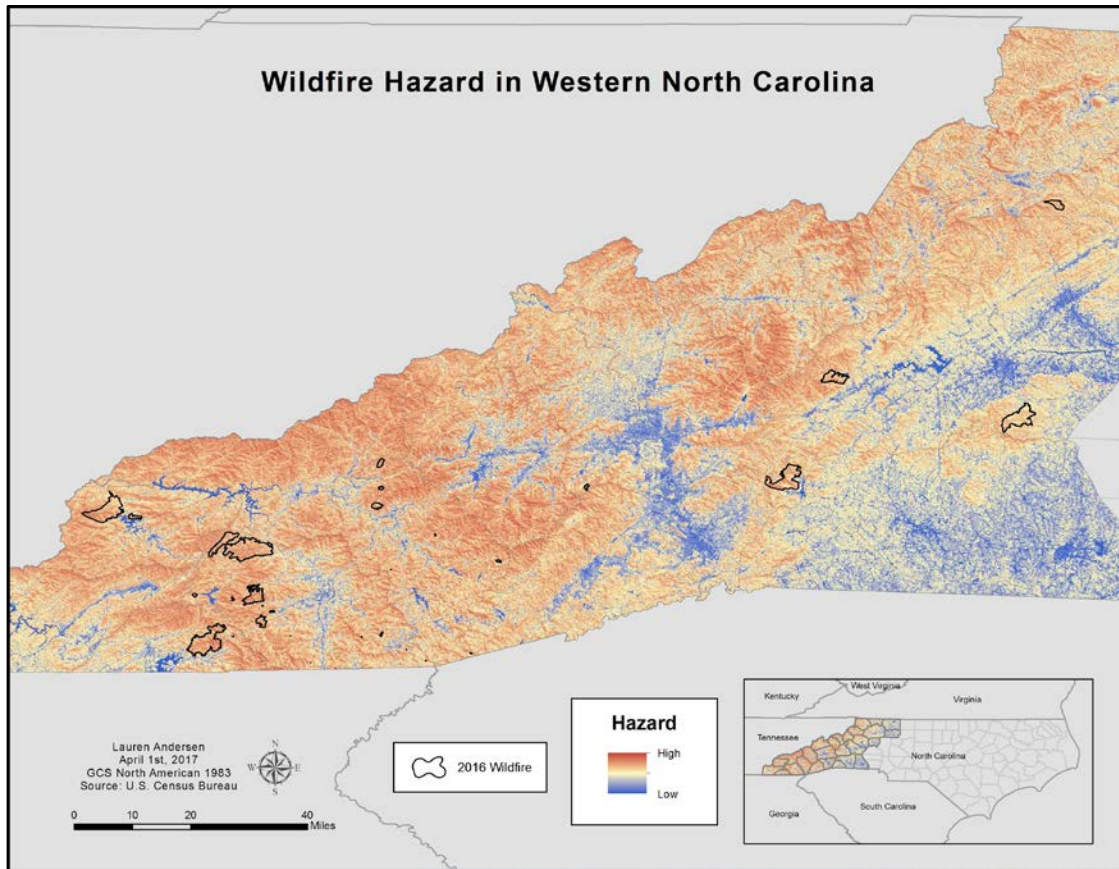 Wildfire Hazard in Western North Carolina
Lauren Andersen
April 1st, 2017
GCS North American 1983
Source: U.S. Census Bureau
N
W
E
S
0
10
20
40
Miles
2016 Wildfire
Hazard
High
Low
Kentucky
West Virginia
Virginia
Tennessee
North Carolina
Georgia
South Carolina